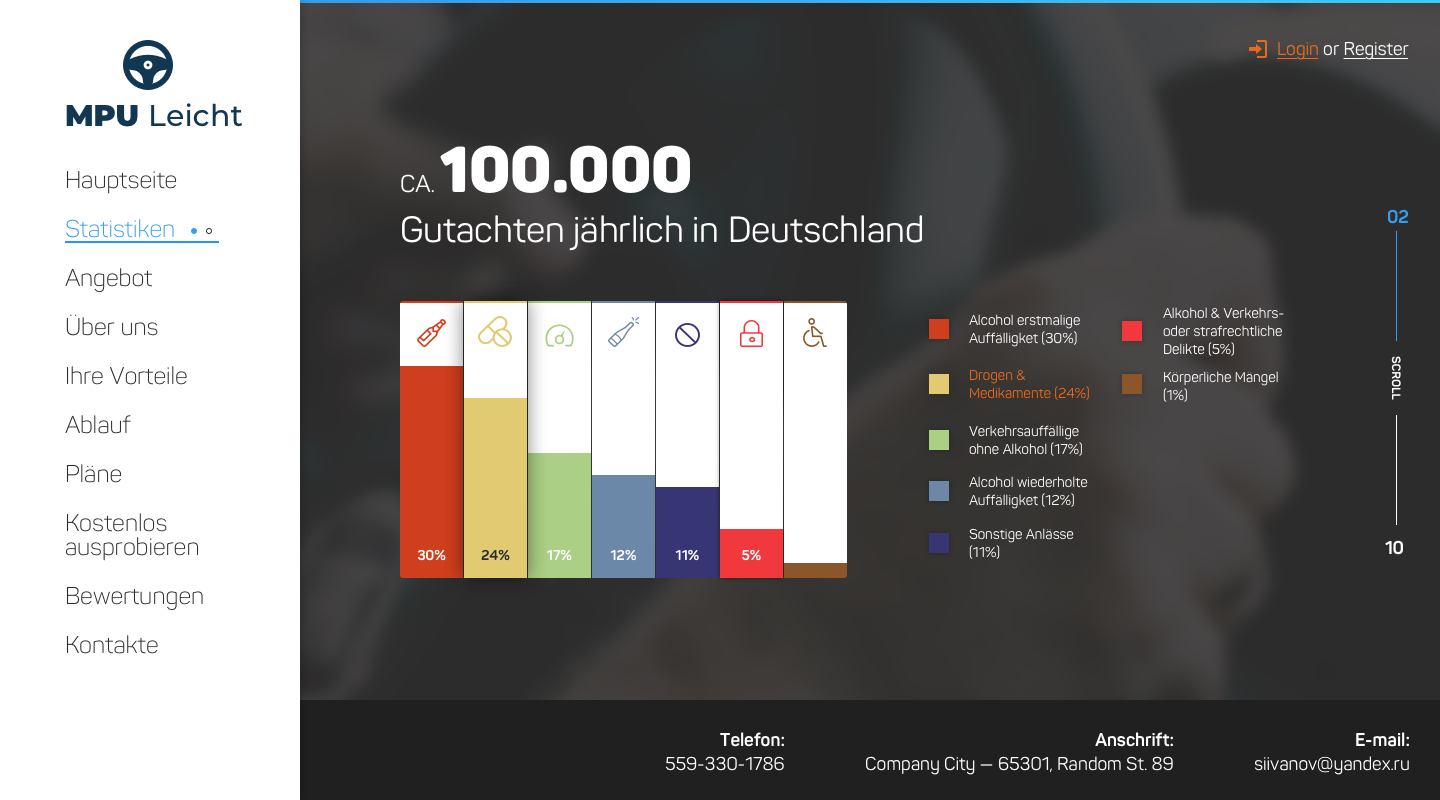 MPU Leicht
Hauptseite
Statistiken
Angebot
Über uns
Ihre Vorteile
Ablauf
Pläne
Kostenlos
ausprobieren
Bewertungen
Kontakte
Login or Register
CA. 100.000
Gutachten jährlich in Deutschland
30% 24% 17% 12% 11% 5%
Alcohol erstmalige
Auffälligket (30%)
Drogen &
Medikamente (24%)
Verkehrsauffällige
ohne Alkohol (17%)
Alcohol wiederholte
Auffälligket (12%)
Sonstige Anlässe
(11%)
Alkohol & Verkehrs-
oder strafrechtliche
Delikte (5%)
Körperliche Mängel
(1%)
02
SCROLL
10
Telefon:
559-330-1786
Anschrift:
Company City — 65301, Random St. 89
E-mail:
siivanov@yandex.ru